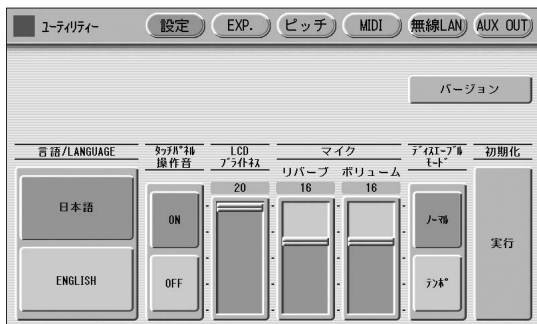 ユーティリティー 設定 EXP. ピッチ MIDI 無線LAN AUX OUT
バージョン
言語/LANGUAGE タッチパネル操作音 LCDブライトネス マイク ディスエーブルモード 初期化
リバーブ ボリューム
20 16 16
日本語 ON ノーマル
実行
ENGLISH OFF テンポ